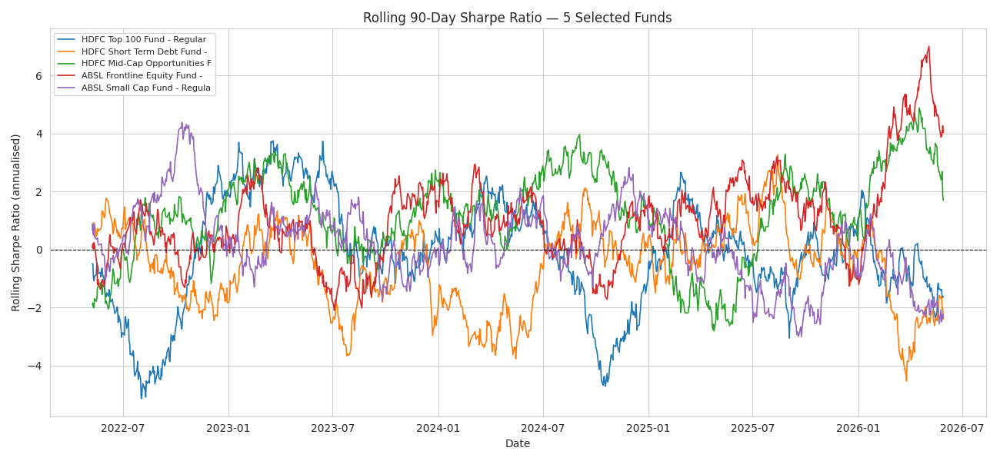 Rolling 90-Day Sharpe Ratio — 5 Selected Funds
HDFC Top 100 Fund - Regular
HDFC Short Term Debt Fund -
HDFC Mid-Cap Opportunities F
ABSL Frontline Equity Fund -
ABSL Small Cap Fund - Regula
Rolling Sharpe Ratio (annualised)
6
4
2
0
−2
−4
2022-07
2023-01
2023-07
2024-01
2024-07
2025-01
2025-07
2026-01
2026-07
Date